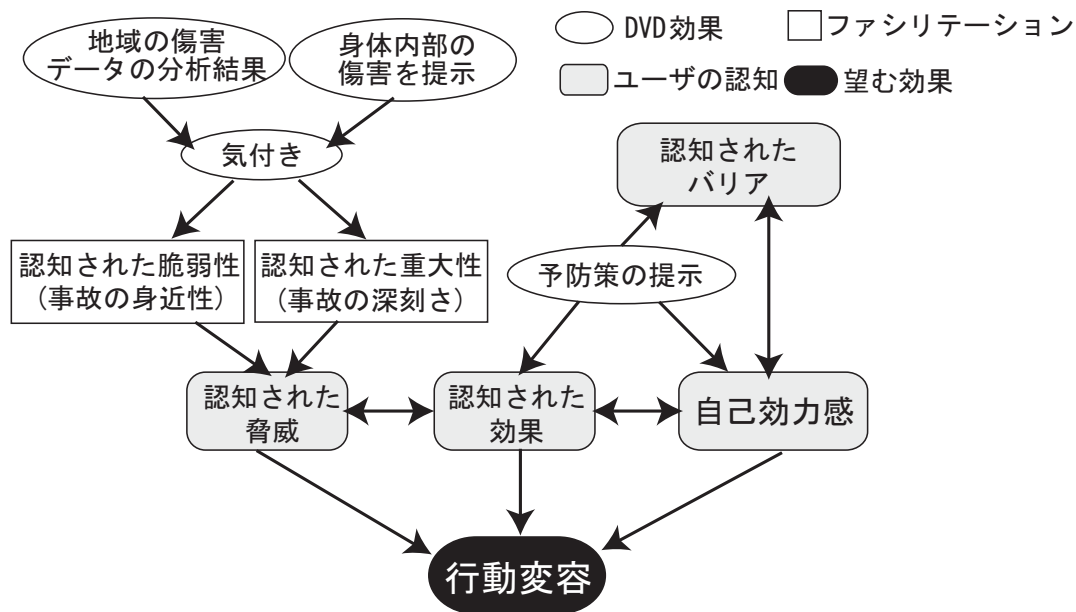 地域の傷害
データの分析結果
身体内部の
傷害を提示
DVD効果
ファシリテーション
ユーザの認知
望む効果
気付き
認知された
バリア
認知された脆弱性
(事故の身近性)
認知された重大性
(事故の深刻さ)
予防策の提示
認知された
脅威
認知された
効果
自己効力感
行動変容